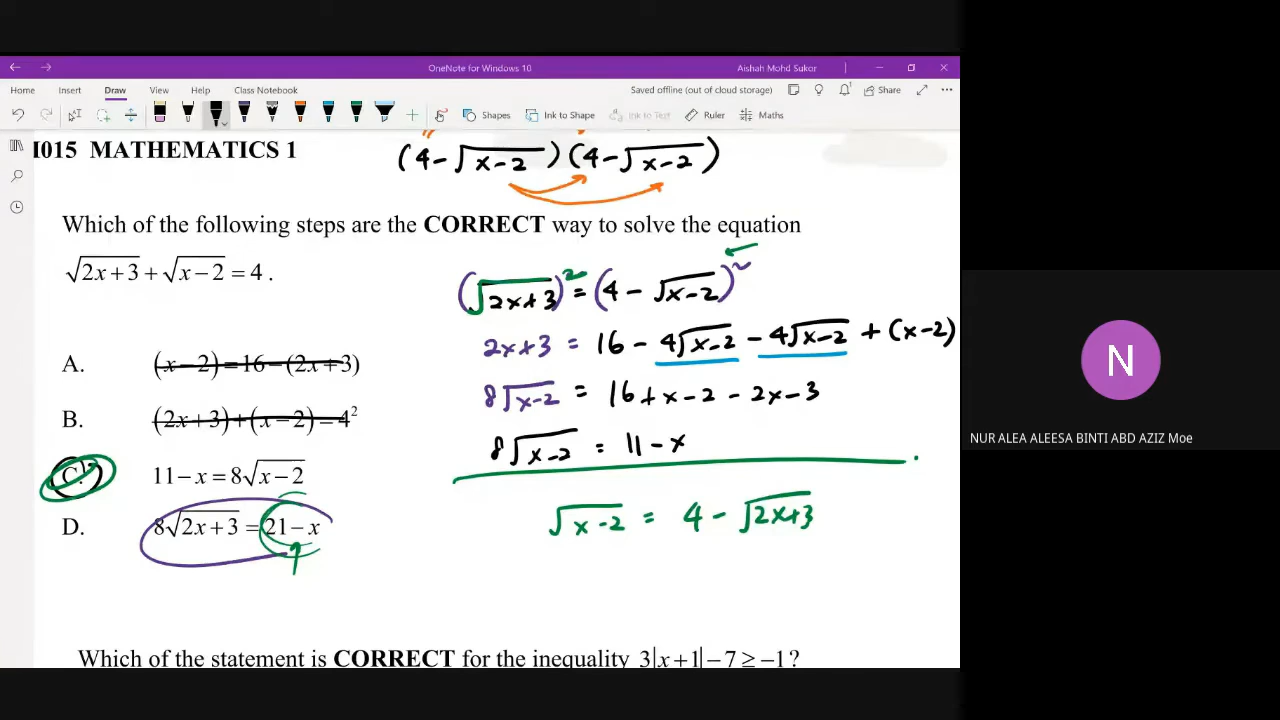 OneNote for Windows 10
Aishah Mohd Sukor
Home Insert Draw View Help Class Notebook
Saved offline (out of cloud storage)
Share
Shapes Ink to Shape Ink to Text Ruler Maths
I015 MATHEMATICS 1
(4-√(x-2))(4-√(x-2))
Which of the following steps are the CORRECT way to solve the equation
√(2x+3) + √(x-2) = 4.
(√(2x+3))² = (4 - √(x-2))²
2x+3 = 16 - 4√(x-2) - 4√(x-2) + (x-2)
A. (x-2)=16-(2x+3)
8√(x-2) = 16+x-2-2x-3
B. (2x+3)+(x-2)=4²
8√(x-2) = 11-x
C. 11-x=8√(x-2)
√(x-2) = 4 - √(2x+3)
D. 8√(2x+3)=21-x
Which of the statement is CORRECT for the inequality 3|x+1|-7≥-1?
N
NUR ALEA ALEESA BINTI ABD AZIZ Moe